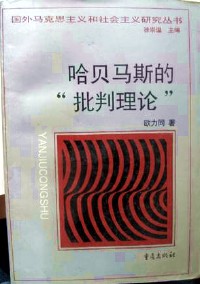 国外马克思主义和社会主义研究丛书
徐崇温 主编
哈贝马斯的
“批判理论”
欧力同 著
YANJIUCONGSHU
重庆出版社